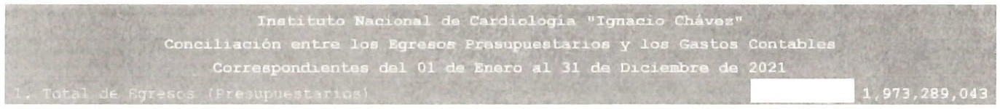 Instituto Nacional de Cardiología "Ignacio Chávez"
Conciliación entre los Egresos Presupuestarios y los Gastos Contables
Correspondientes del 01 de Enero al 31 de Diciembre de 2021
1. Total de Egresos (Presupuestarios) 1,973,289,043